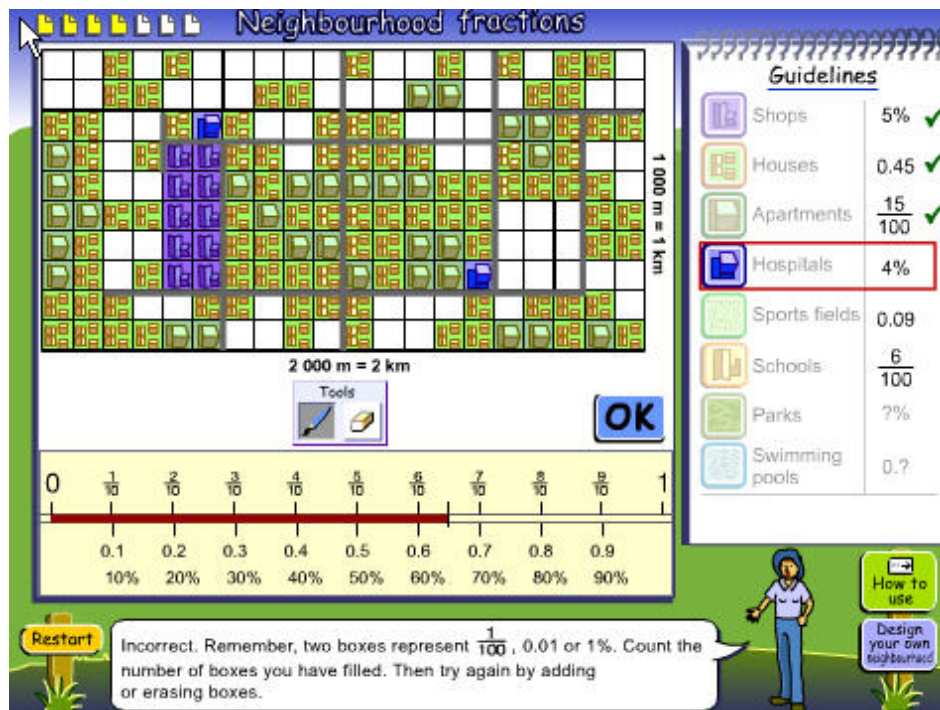 Neighbourhood fractions
Guidelines
Shops 5%
Houses 0.45
Apartments 15/100
Hospitals 4%
Sports fields 0.09
Schools 6/100
Parks ?%
Swimming pools 0.?
1 000 m = 1 km
2 000 m = 2 km
Tools
OK
0 1/10 2/10 3/10 4/10 5/10 6/10 7/10 8/10 9/10 1
0.1 0.2 0.3 0.4 0.5 0.6 0.7 0.8 0.9
10% 20% 30% 40% 50% 60% 70% 80% 90%
How to
use
Restart
Incorrect. Remember, two boxes represent 1/100 , 0.01 or 1%. Count the
number of boxes you have filled. Then try again by adding
or erasing boxes.
Design
your own
neighbourhood